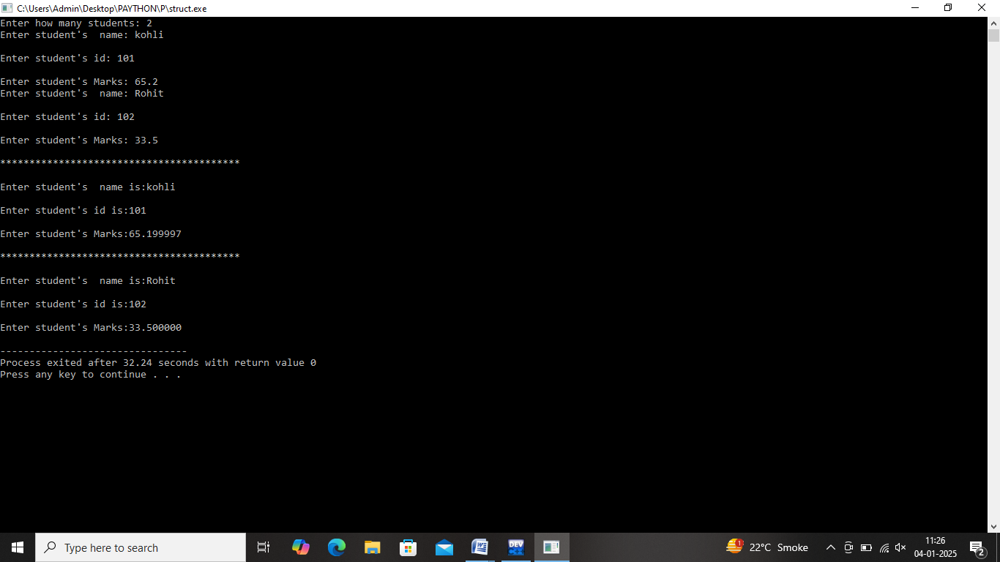 C:\Users\Admin\Desktop\PAYTHON\P\struct.exe
Enter how many students: 2
Enter student's  name: kohli
Enter student's id: 101
Enter student's Marks: 65.2
Enter student's  name: Rohit
Enter student's id: 102
Enter student's Marks: 33.5
*****************************************
Enter student's  name is:kohli
Enter student's id is:101
Enter student's Marks:65.199997
*****************************************
Enter student's  name is:Rohit
Enter student's id is:102
Enter student's Marks:33.500000
--------------------------------
Process exited after 32.24 seconds with return value 0
Press any key to continue . . .
Type here to search
DEV
1
22°C  Smoke
11:26
04-01-2025
2